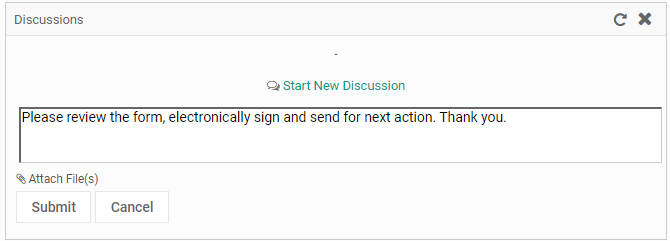 Discussions
-
Start New Discussion
Please review the form, electronically sign and send for next action. Thank you.
Attach File(s)
Submit Cancel